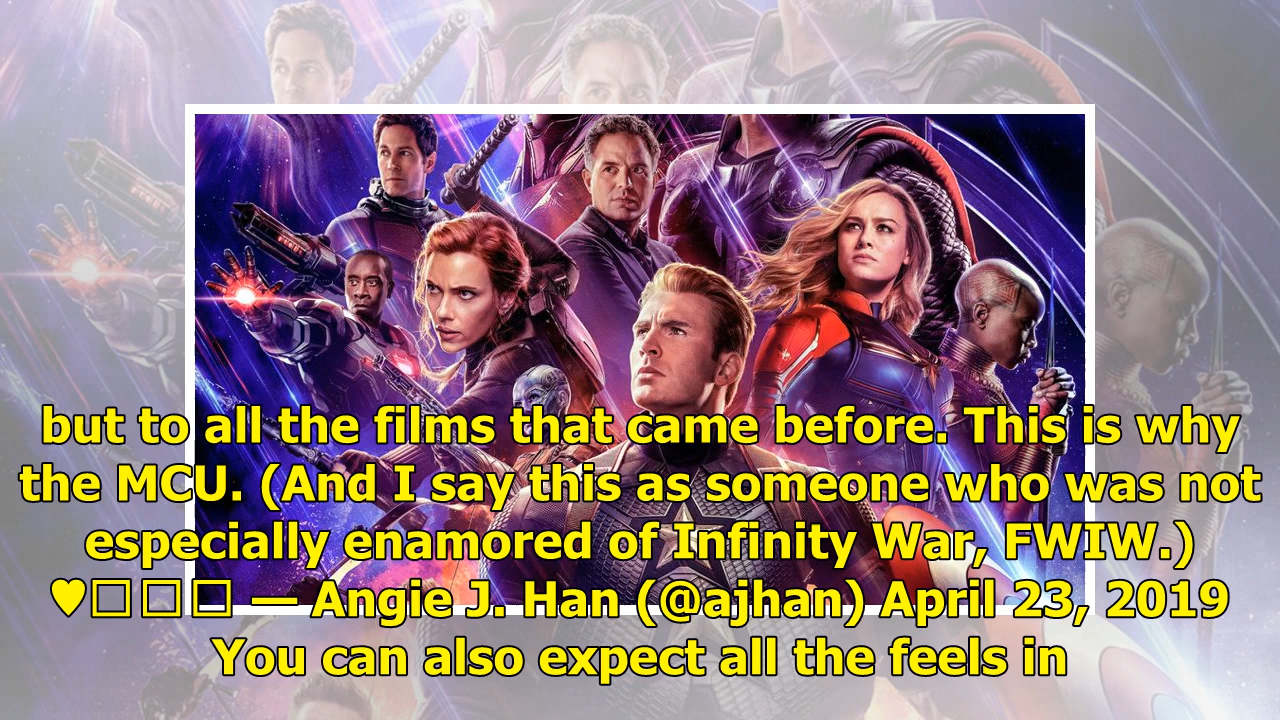 but to all the films that came before. This is why
the MCU. (And I say this as someone who was not
especially enamored of Infinity War, FWIW.)
♥□□□ — Angie J. Han (@ajhan) April 23, 2019
You can also expect all the feels in